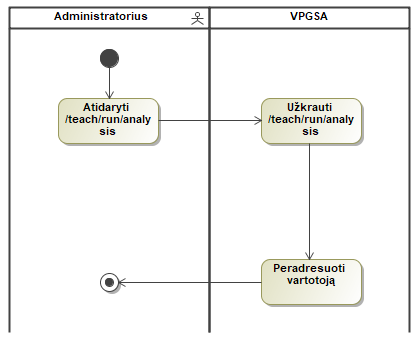 Administratorius
VPGSA
Atidaryti
/teach/run/analy
sis
Užkrauti
/teach/run/analy
sis
Peradresuoti
vartotoją